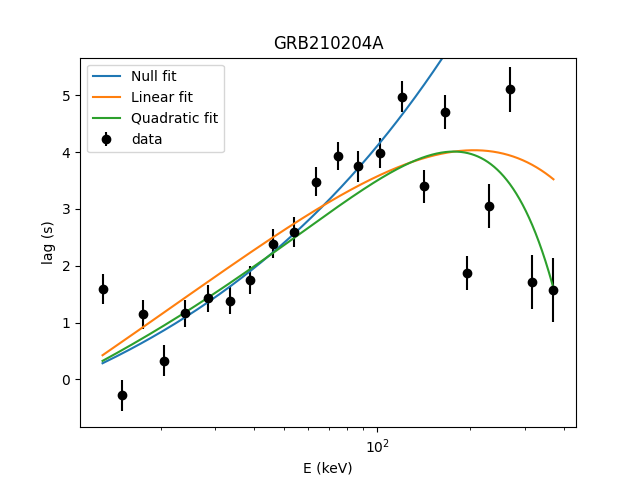 GRB210204A
Null fit
Linear fit
Quadratic fit
data
lag (s)
5
4
3
2
1
0
10²
E (keV)